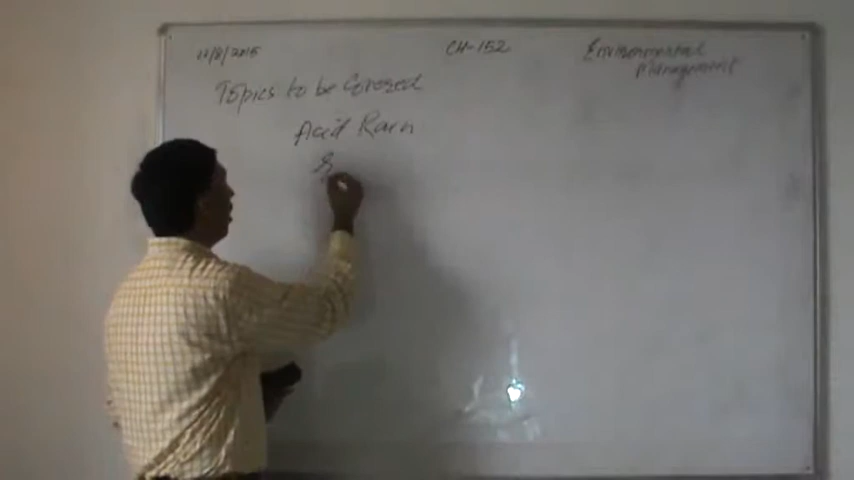 11/8/2015 CH-152 Environmental
Management
Topics to be Covered
Acid Rain
&